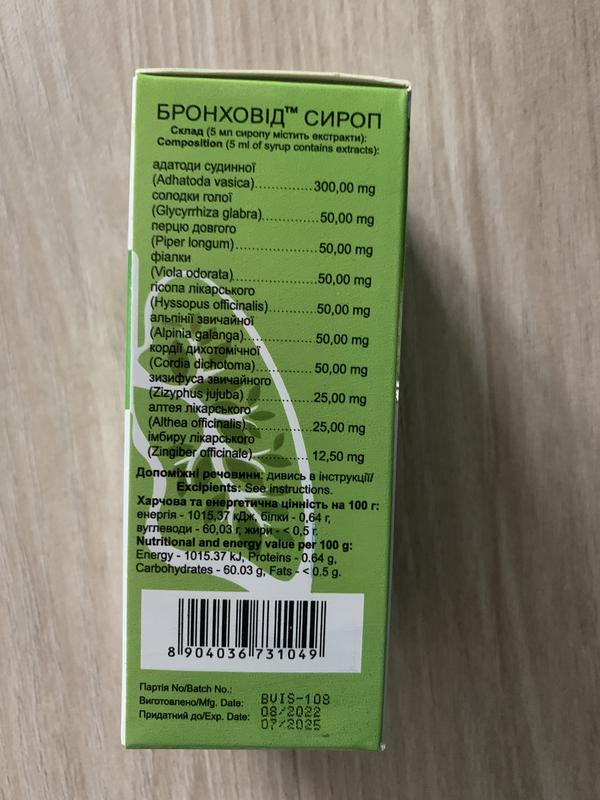 БРОНХОВІД™ СИРОП
Склад (5 мл сиропу містить екстракти):
Composition (5 ml of syrup contains extracts):
адатоди судинної
(Adhatoda vasica)..............300,00 mg
солодки голої
(Glycyrrhiza glabra)..............50,00 mg
перцю довгого
(Piper longum)....................50,00 mg
фіалки
(Viola odorata)....................50,00 mg
гісопа лікарського
(Hyssopus officinalis)...........50,00 mg
альпінії звичайної
(Alpinia galanga)..................50,00 mg
кордії дихотомічної
(Cordia dichotoma)..............50,00 mg
зизифуса звичайного
(Zizyphus jujuba)................25,00 mg
алтея лікарського
(Althea officinalis)................25,00 mg
імбиру лікарського
(Zingiber officinale)..............12,50 mg
Допоміжні речовини: дивись в інструкції/
Excipients: See instructions.
Харчова та енергетична цінність на 100 г:
енергія - 1015,37 кДж, білки - 0,64 г,
вуглеводи - 60,03 г, жири - < 0,5 г.
Nutritional and energy value per 100 g:
Energy - 1015.37 kJ, Proteins - 0.64 g,
Carbohydrates - 60.03 g, Fats - < 0.5 g.
8 904036 731049
Партія No/Batch No.: BVIS-108
Виготовлено/Mfg. Date: 08/2022
Придатний до/Exp. Date: 07/2025